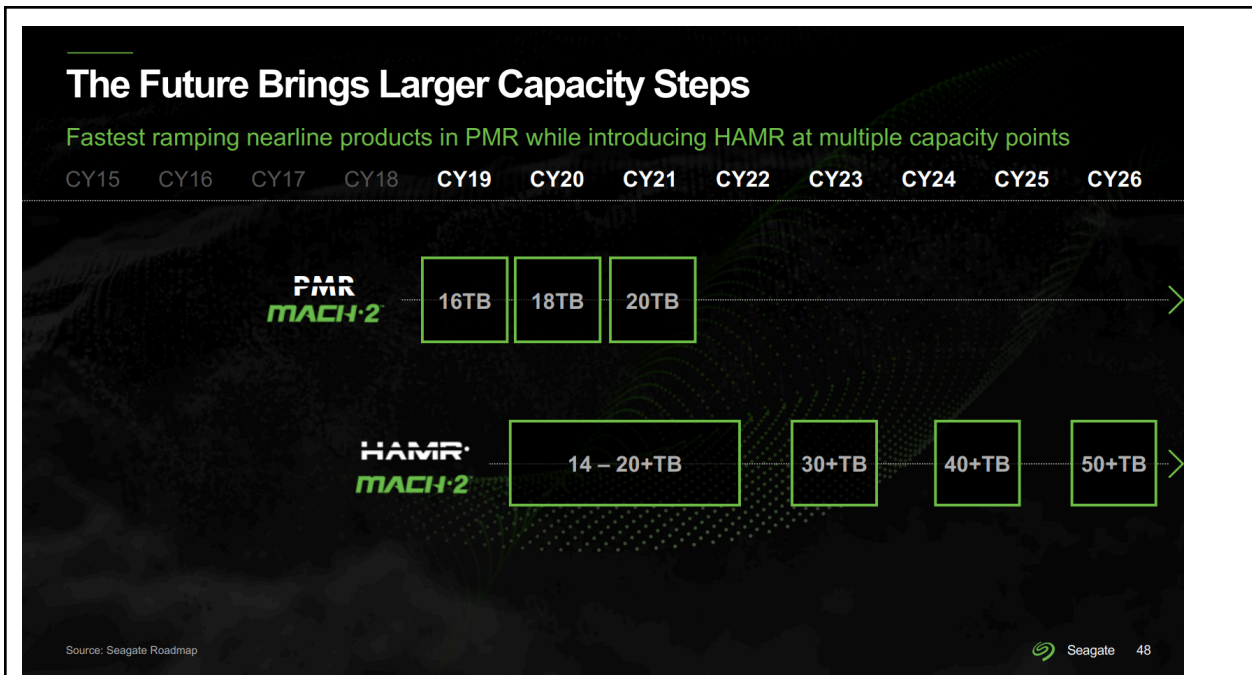 The Future Brings Larger Capacity Steps
Fastest ramping nearline products in PMR while introducing HAMR at multiple capacity points
CY15 CY16 CY17 CY18 CY19 CY20 CY21 CY22 CY23 CY24 CY25 CY26
PMR
MACH·2™
16TB 18TB 20TB
HAMR·
MACH·2
14 – 20+TB 30+TB 40+TB 50+TB
Source: Seagate Roadmap
Seagate 48